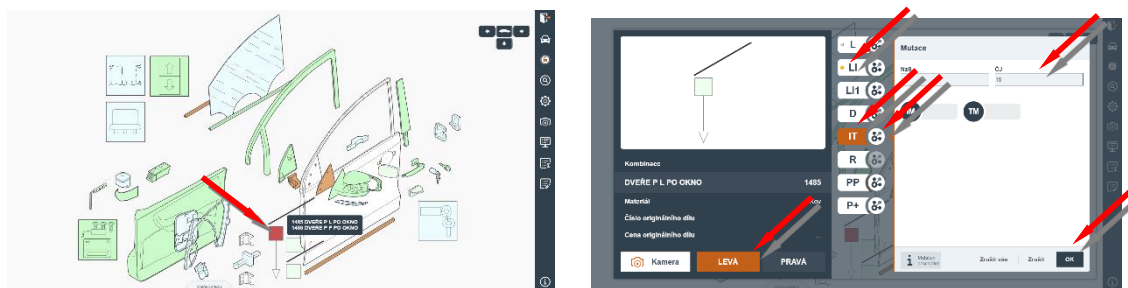 1485 DVEŘE P L PO OKNO
1486 DVEŘE P P PO OKNO
Kombinace
DVEŘE P L PO OKNO 1485
Materiál
Číslo originálního dílu
Cena originálního dílu ...
Kamera
LEVÁ
PRAVÁ
L
LI
LI1
D
IT
R
PP
P+
Mutace
ČJ
15
TM
Zrušit vše
Zrušit
OK